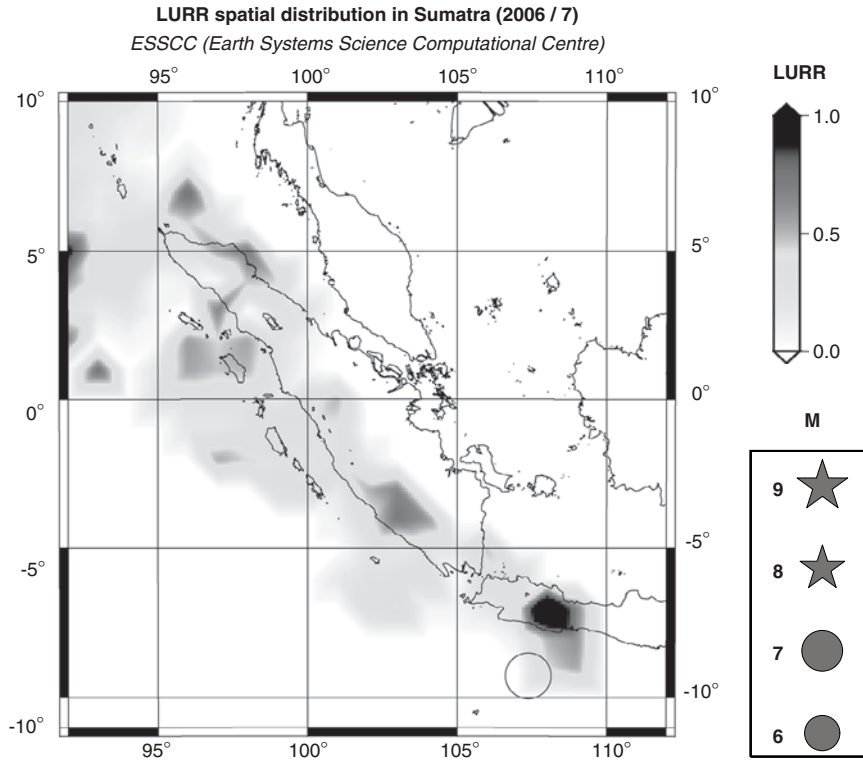 LURR spatial distribution in Sumatra (2006 / 7)
ESSCC (Earth Systems Science Computational Centre)
95° 100° 105° 110°
LURR
10° 10°
1.0
5° 5°
0.5
0.0
0° 0°
M
9
8
-5° -5°
7
-10° -10°
6
95° 100° 105° 110°